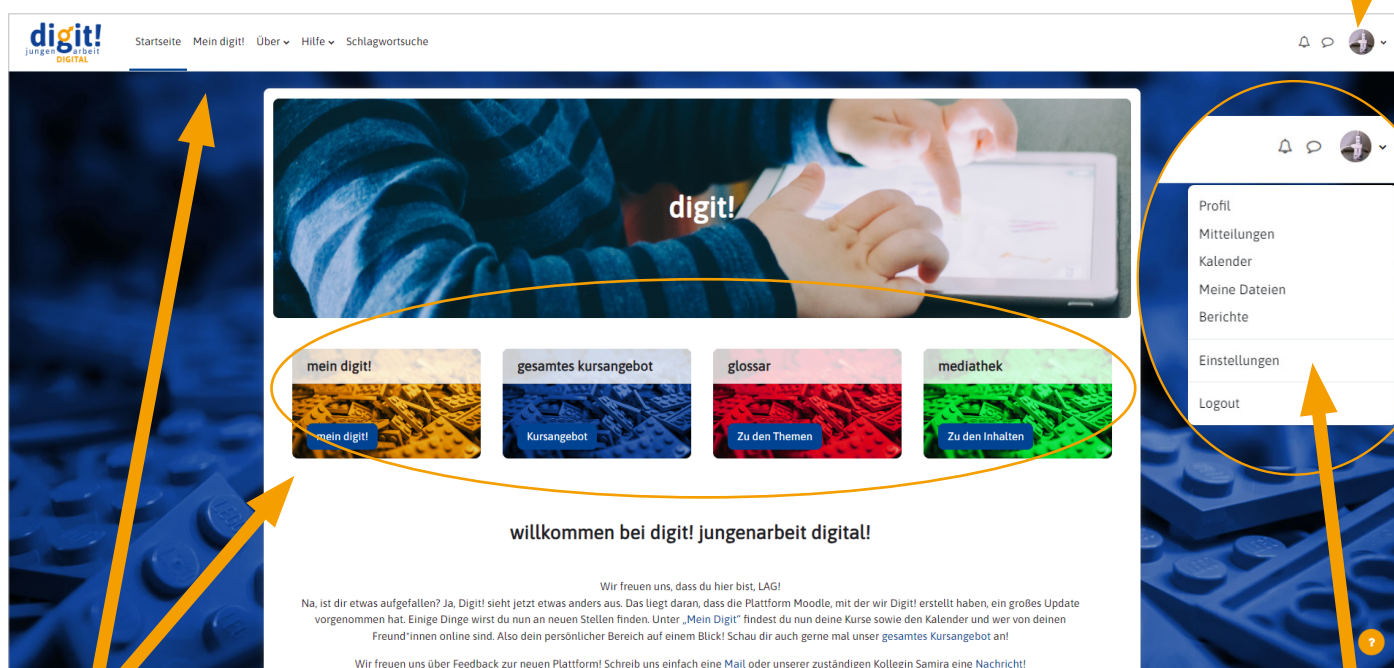 digit!
jungen arbeit
DIGITAL
Startseite Mein digit! Über Hilfe Schlagwortsuche
digit!
Profil
Mitteilungen
Kalender
Meine Dateien
Berichte
Einstellungen
Logout
mein digit! gesamtes kursangebot glossar mediathek
mein digit! Kursangebot Zu den Themen Zu den Inhalten
willkommen bei digit! jungenarbeit digital!
Wir freuen uns, dass du hier bist, LAG!
Na, ist dir etwas aufgefallen? Ja, Digit! sieht jetzt etwas anders aus. Das liegt daran, dass die Plattform Moodle, mit der wir Digit! erstellt haben, ein großes Update
vorgenommen hat. Einige Dinge wirst du nun an neuen Stellen finden. Unter „Mein Digit“ findest du nun deine Kurse sowie den Kalender und wer von deinen
Freund*innen online sind. Also dein persönlicher Bereich auf einem Blick! Schau dir auch gerne mal unser gesamtes Kursangebot an!
Wir freuen uns über Feedback zur neuen Plattform! Schreib uns einfach eine Mail oder unserer zuständigen Kollegin Samira eine Nachricht!
?